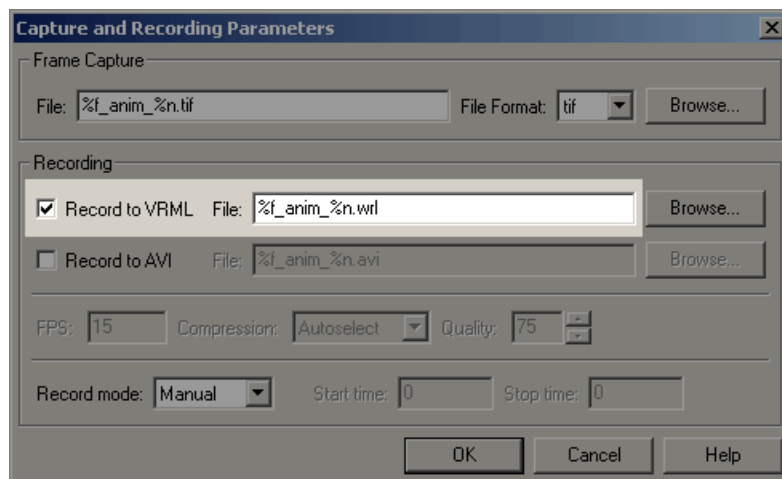 Capture and Recording Parameters
Frame Capture
File: %f_anim_%n.tif File Format: tif Browse...
Recording
Record to VRML File: %f_anim_%n.wrl Browse...
Record to AVI File: %f_anim_%n.avi Browse...
FPS: 15 Compression: Autoselect Quality: 75
Record mode: Manual Start time: 0 Stop time: 0
OK Cancel Help